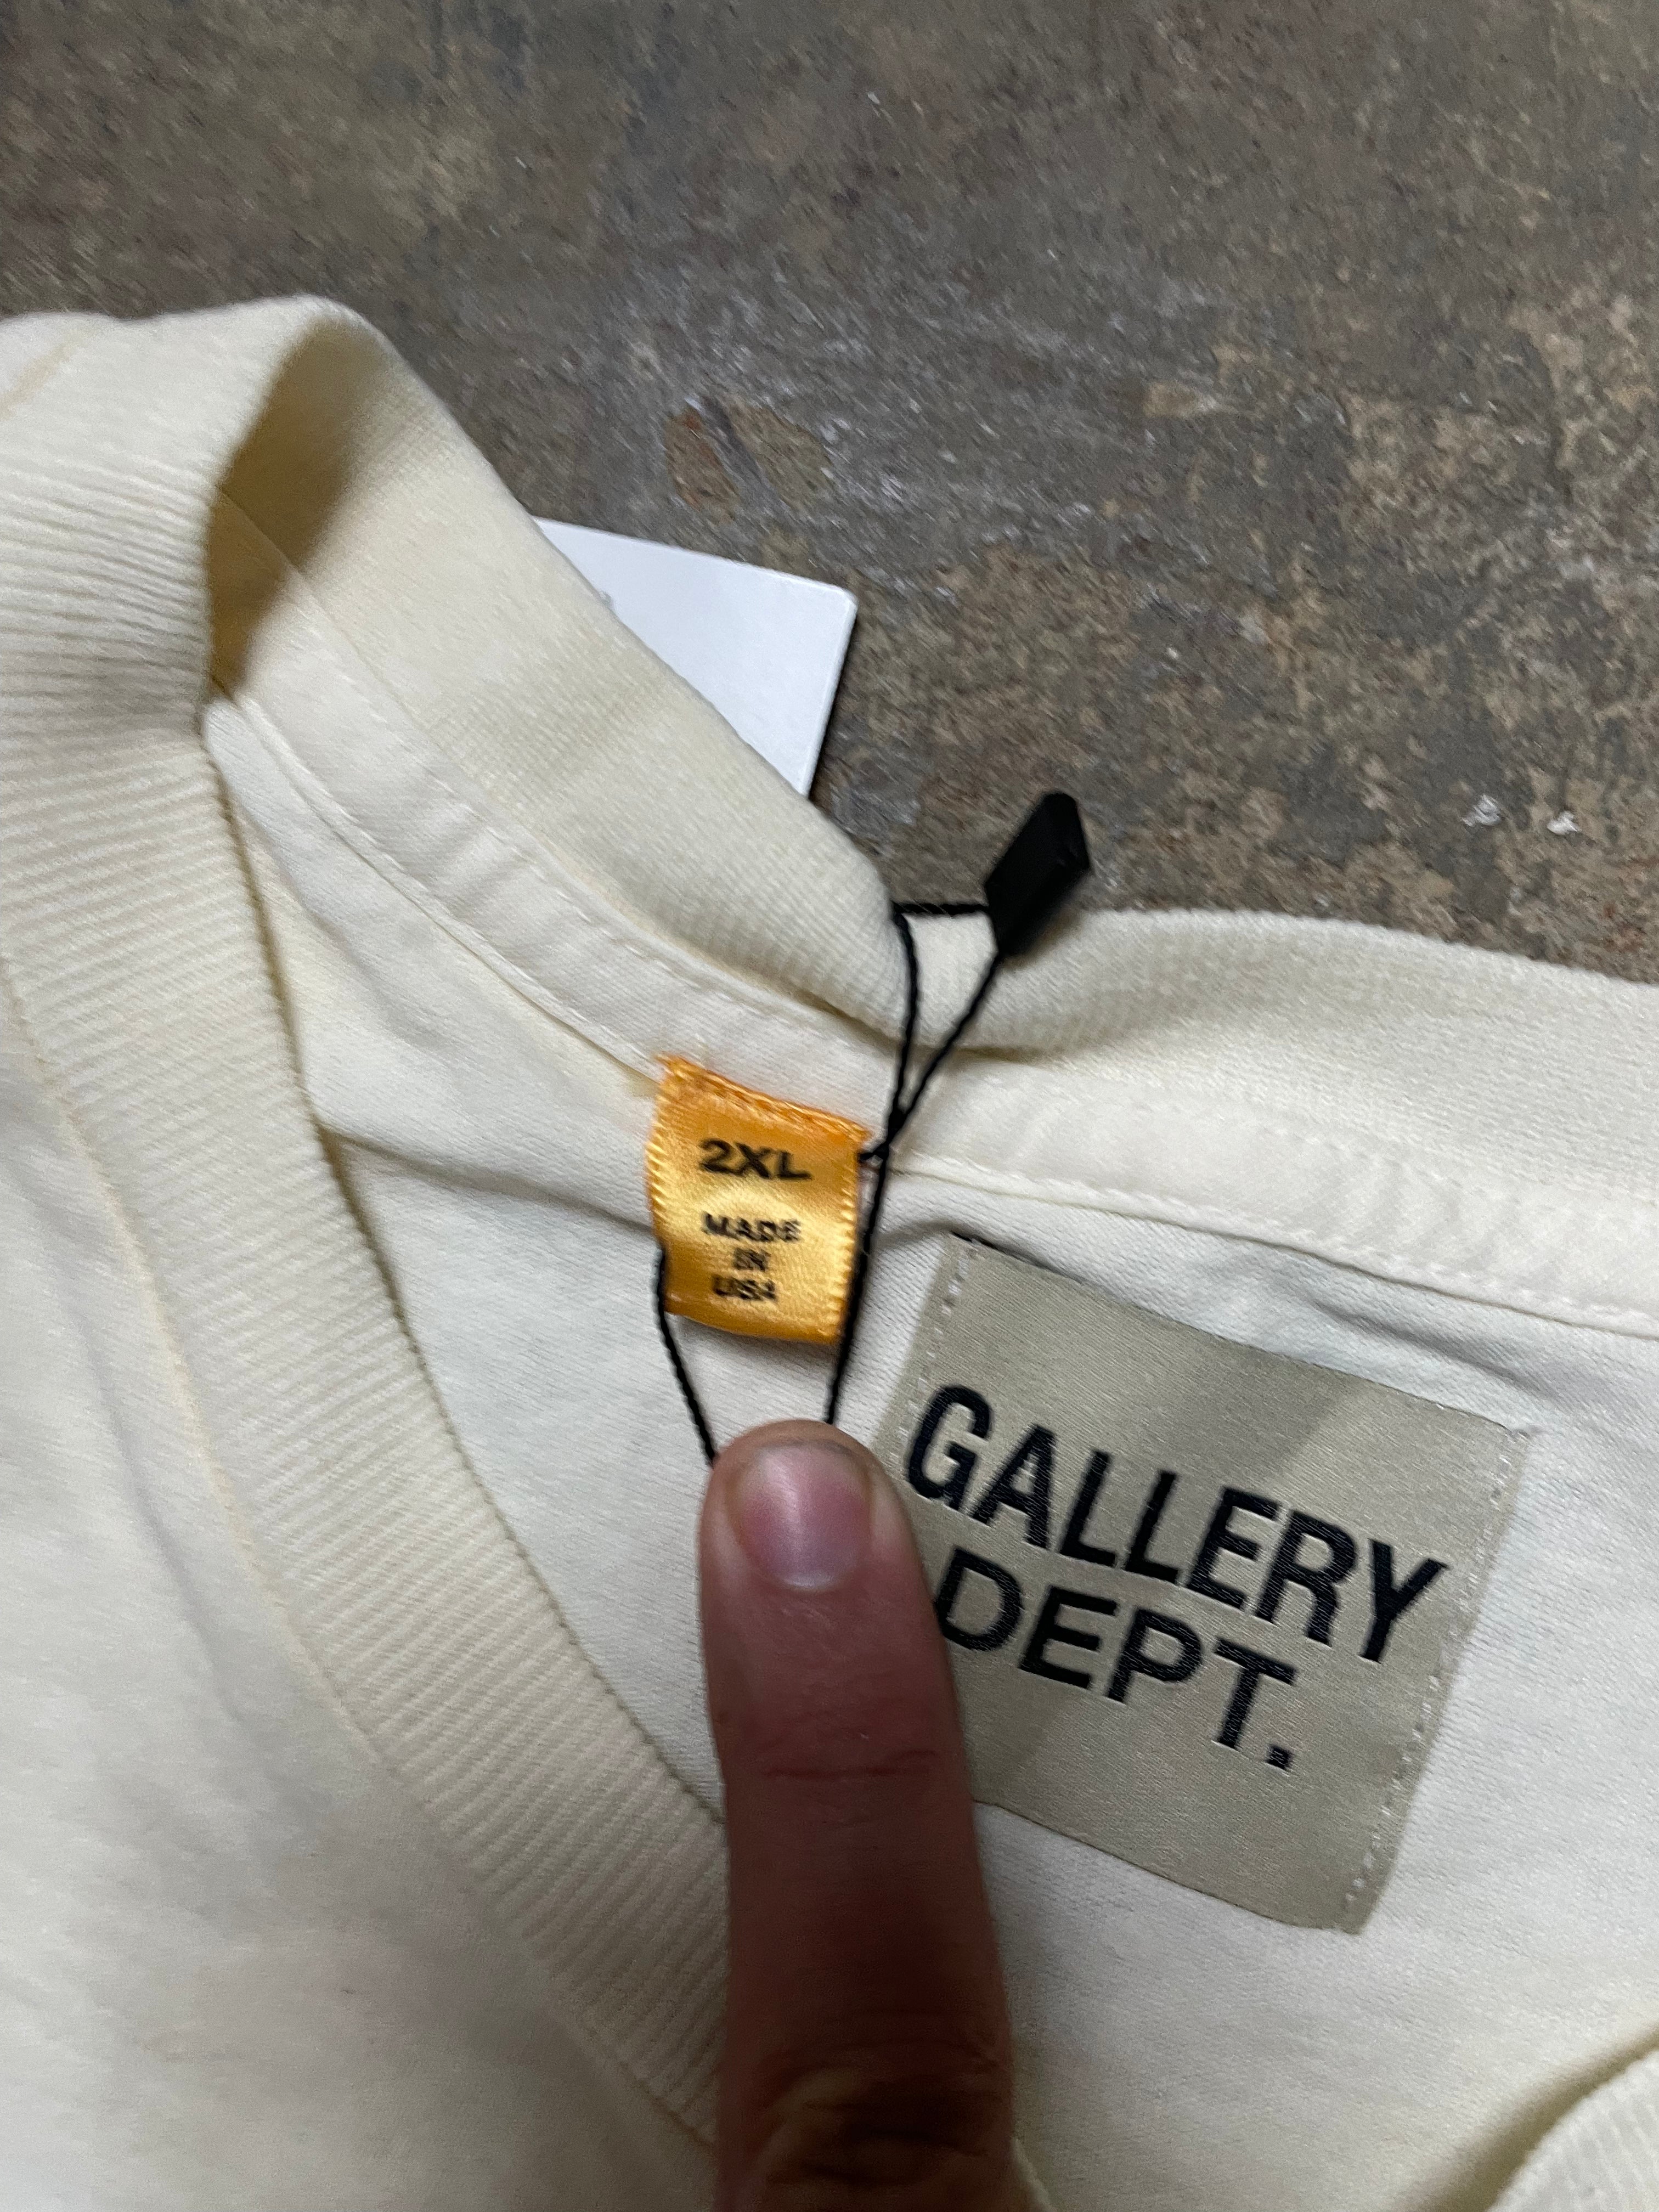 2XL
MADE
IN
USA
GALLERY
DEPT.